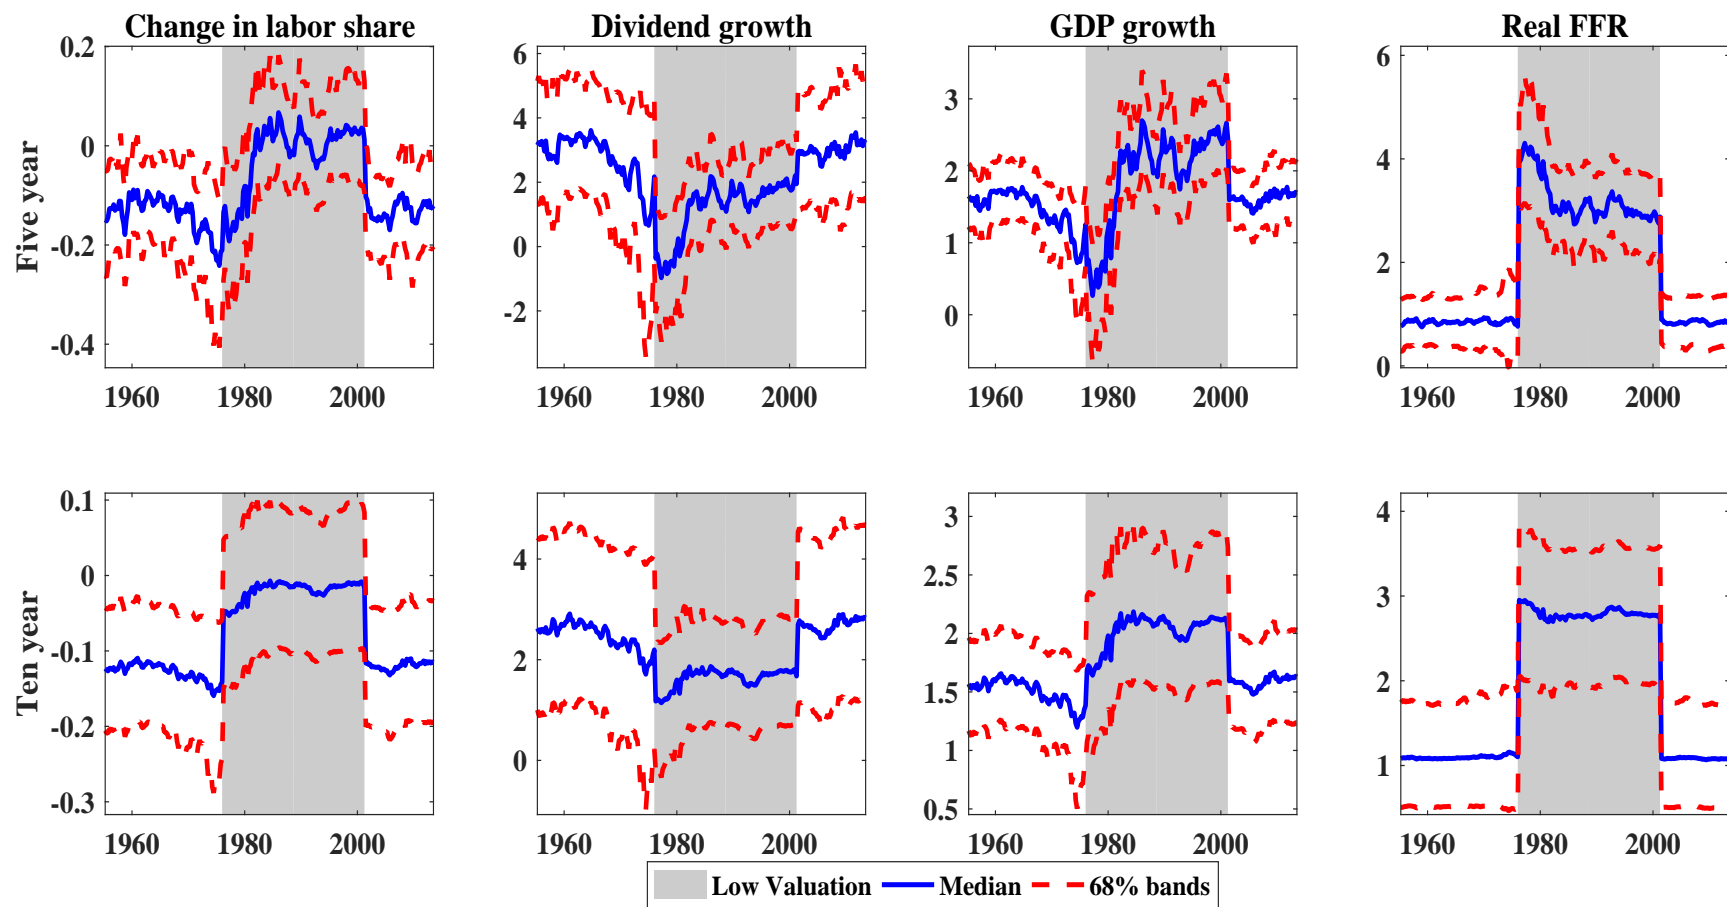 Change in labor share
Dividend growth
GDP growth
Real FFR
Five year
0.2
0
-0.2
-0.4
1960 1980 2000
6
4
2
0
-2
1960 1980 2000
3
2
1
0
1960 1980 2000
6
4
2
0
1960 1980 2000
Ten year
0.1
0
-0.1
-0.2
-0.3
1960 1980 2000
4
2
0
1960 1980 2000
3
2.5
2
1.5
1
0.5
1960 1980 2000
4
3
2
1
1960 1980 2000
Low Valuation Median 68% bands